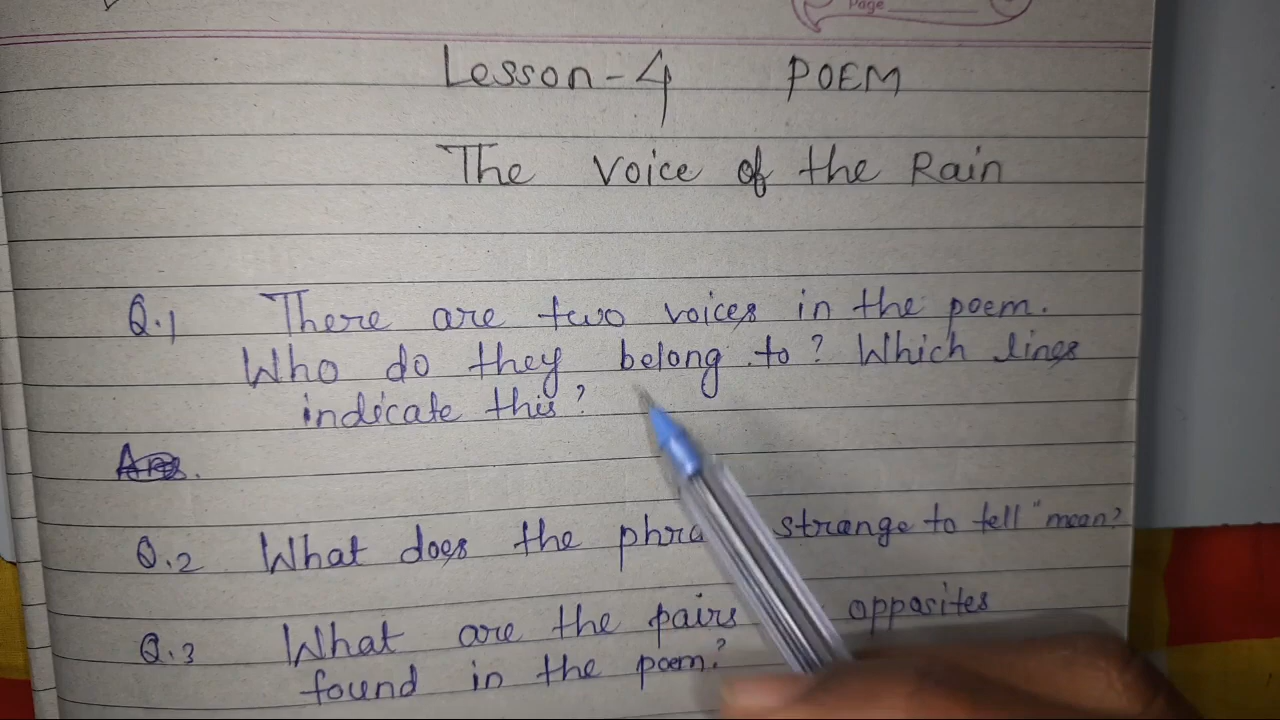 Page
Lesson-4 POEM
The Voice of the Rain
Q.1 There are two voices in the poem.
Who do they belong to? Which lines
indicate this?
Ans.
Q.2 What does the strange to tell "mean?
Q.3 What are the pairs opposites
found in the poem?